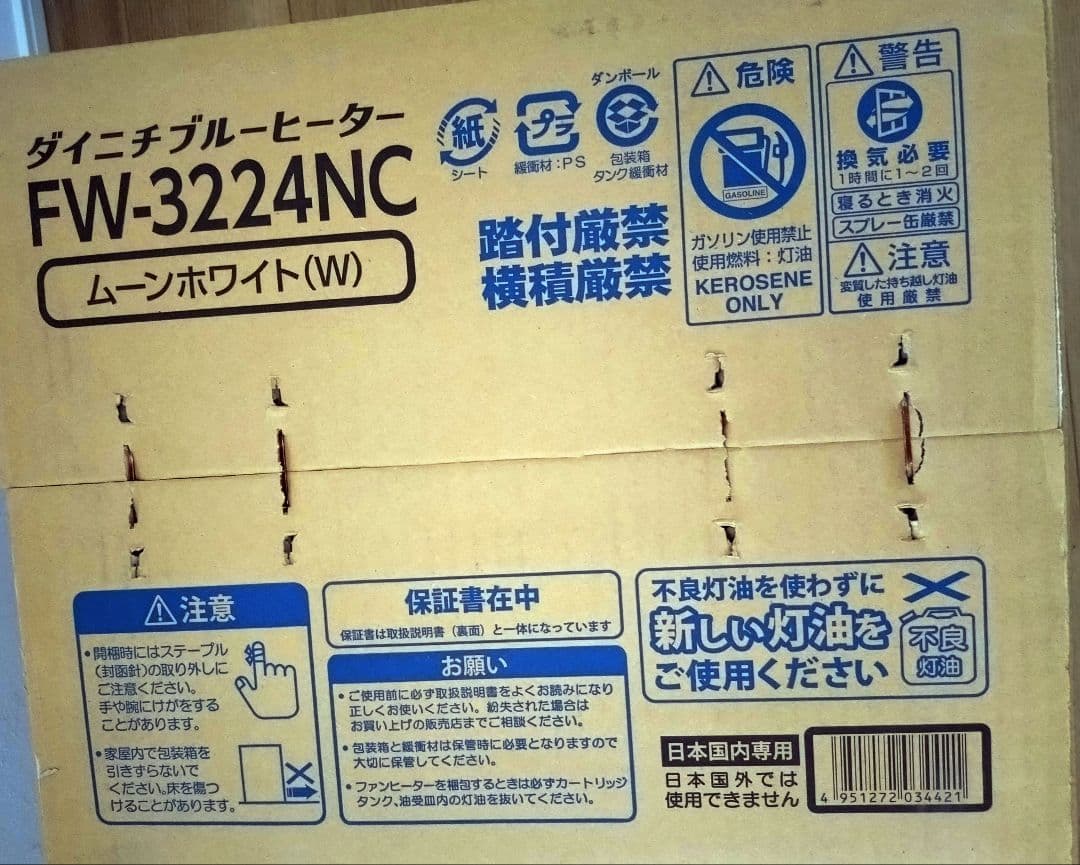 ダイニチブルーヒーター
FW-3224NC
ムーンホワイト(W)
紙
シート
プラ
緩衝材:PS
ダンボール
包装箱
タンク緩衝材
踏付厳禁
横積厳禁
危険
GASOLINE
ガソリン使用禁止
使用燃料:灯油
KEROSENE
ONLY
警告
換気必要
1時間に1~2回
寝るとき消火
スプレー缶厳禁
注意
変質した持ち越し灯油
使用厳禁
注意
・開梱時にはステープル
(封函針)の取り外しに
ご注意ください。
手や腕にけがをする
ことがあります。
・家屋内で包装箱を
引きずらないで
ください。床を傷つ
けることがあります。
保証書在中
保証書は取扱説明書(裏面)と一体になっています
お願い
・ご使用前に必ず取扱説明書をよくお読みになり
正しくお使いください。紛失された場合は
お買い上げの販売店までご相談ください。
・包装箱と緩衝材は保管時に必要となりますので
大切に保管してください。
・ファンヒーターを梱包するときは必ずカートリッジ
タンク、油受皿内の灯油を抜いてください。
不良灯油を使わずに
新しい灯油を
ご使用ください
不良
灯油
日本国内専用
日本国外では
使用できません
4 951272 034421